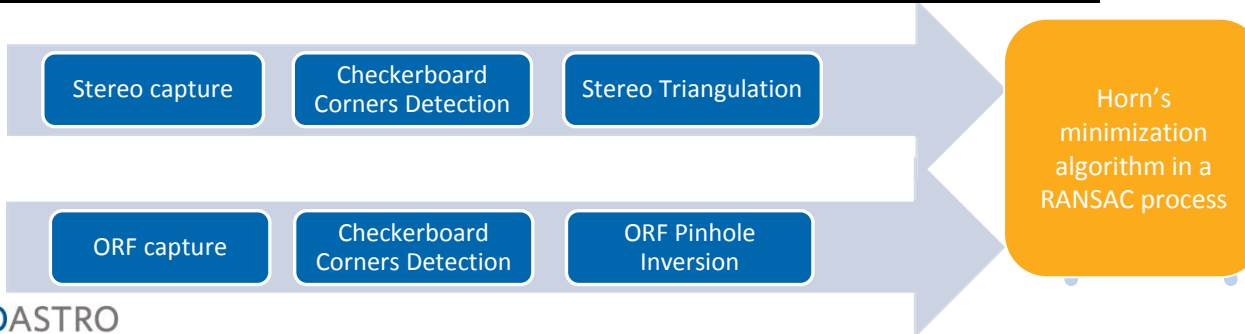 Stereo capture
Checkerboard
Corners Detection
Stereo Triangulation
ORF capture
Checkerboard
Corners Detection
ORF Pinhole
Inversion
Horn's
minimization
algorithm in a
RANSAC process